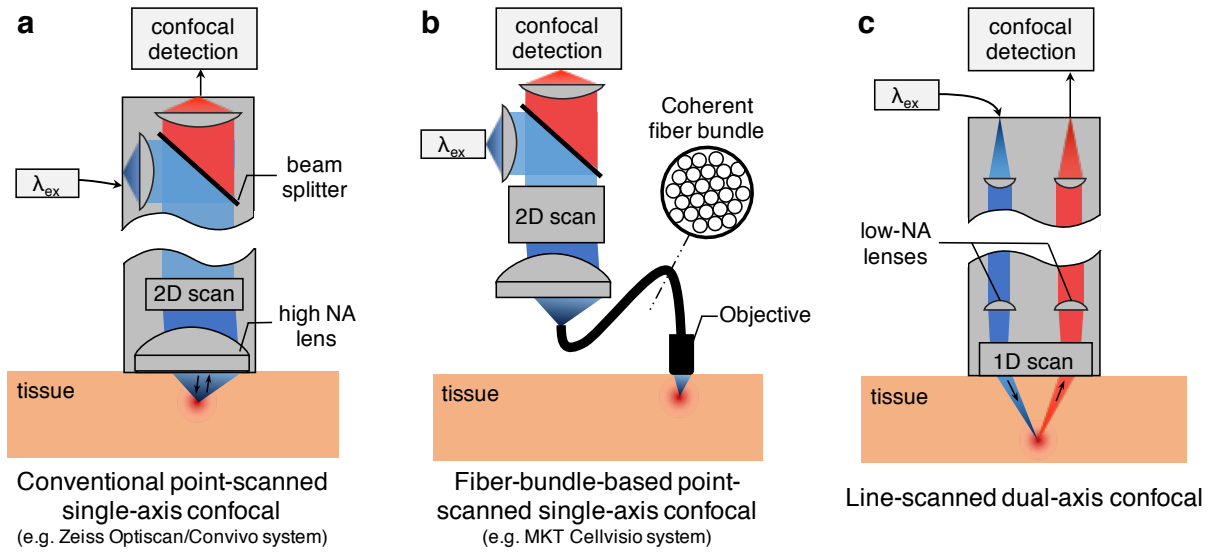 a
confocal
detection
λex
beam
splitter
2D scan
high NA
lens
tissue
Conventional point-scanned
single-axis confocal
(e.g. Zeiss Optiscan/Convivo system)
b
confocal
detection
λex
Coherent
fiber bundle
2D scan
Objective
tissue
Fiber-bundle-based point-
scanned single-axis confocal
(e.g. MKT Cellvisio system)
c
confocal
detection
λex
low-NA
lenses
1D scan
tissue
Line-scanned dual-axis confocal